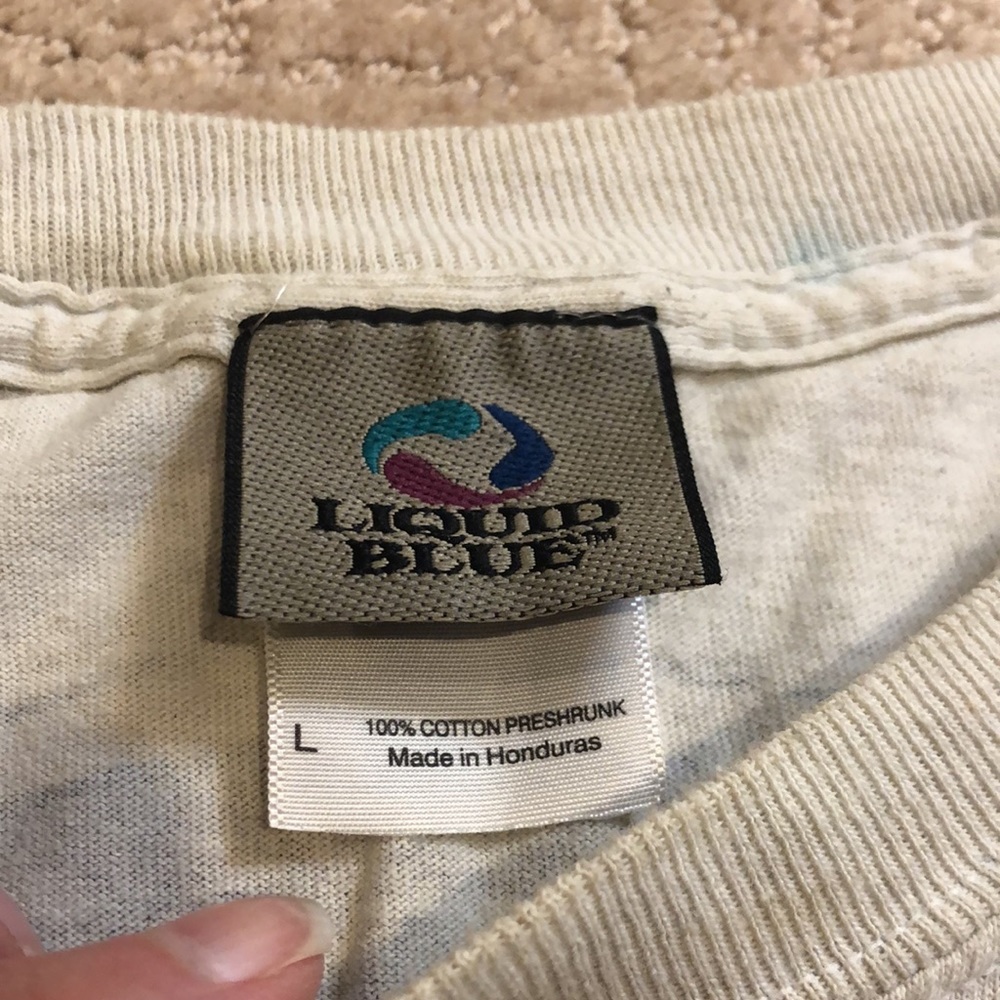 LIQUID
BLUE™
L
100% COTTON PRESHRUNK
Made in Honduras